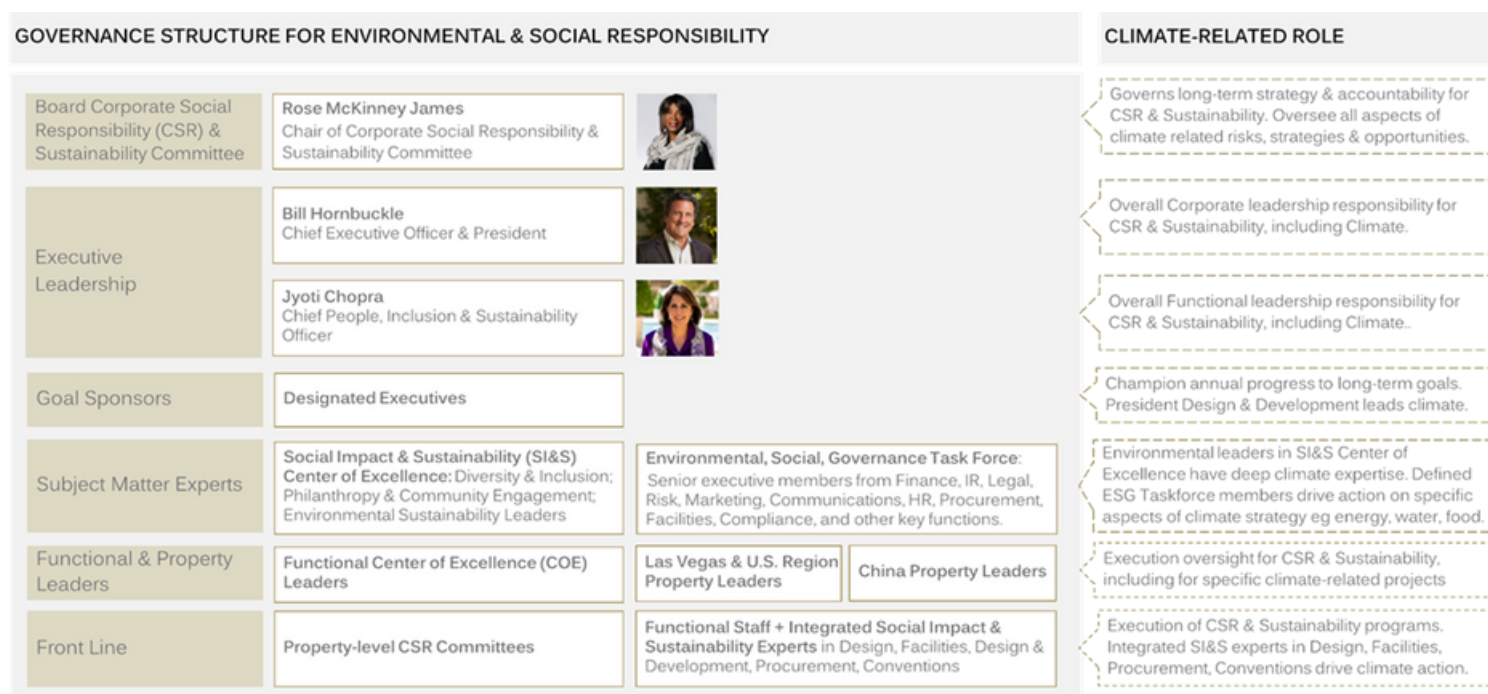 GOVERNANCE STRUCTURE FOR ENVIRONMENTAL & SOCIAL RESPONSIBILITY
CLIMATE-RELATED ROLE
Board Corporate Social
Responsibility (CSR) &
Sustainability Committee
Rose McKinney James
Chair of Corporate Social Responsibility &
Sustainability Committee
Governs long-term strategy & accountability for
CSR & Sustainability. Oversee all aspects of
climate related risks, strategies & opportunities.
Executive
Leadership
Bill Hornbuckle
Chief Executive Officer & President
Overall Corporate leadership responsibility for
CSR & Sustainability, including Climate.
Jyoti Chopra
Chief People, Inclusion & Sustainability
Officer
Overall Functional leadership responsibility for
CSR & Sustainability, including Climate..
Goal Sponsors
Designated Executives
Champion annual progress to long-term goals.
President Design & Development leads climate.
Subject Matter Experts
Social Impact & Sustainability (SI&S)
Center of Excellence: Diversity & Inclusion;
Philanthropy & Community Engagement;
Environmental Sustainability Leaders
Environmental, Social, Governance Task Force:
Senior executive members from Finance, IR, Legal,
Risk, Marketing, Communications, HR, Procurement,
Facilities, Compliance, and other key functions.
Environmental leaders in SI&S Center of
Excellence have deep climate expertise. Defined
ESG Taskforce members drive action on specific
aspects of climate strategy eg energy, water, food.
Functional & Property
Leaders
Functional Center of Excellence (COE)
Leaders
Las Vegas & U.S. Region
Property Leaders
China Property Leaders
Execution oversight for CSR & Sustainability,
including for specific climate-related projects
Front Line
Property-level CSR Committees
Functional Staff + Integrated Social Impact &
Sustainability Experts in Design, Facilities, Design &
Development, Procurement, Conventions
Execution of CSR & Sustainability programs.
Integrated SI&S experts in Design, Facilities,
Procurement, Conventions drive climate action.